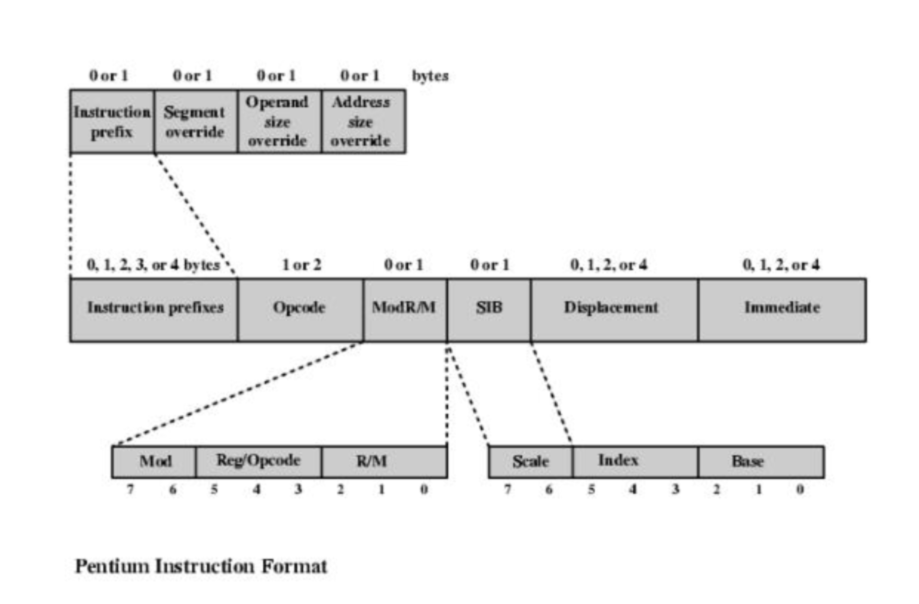 0 or 1 0 or 1 0 or 1 0 or 1 bytes
Instruction prefix Segment override Operand size override Address size override
0, 1, 2, 3, or 4 bytes 1 or 2 0 or 1 0 or 1 0, 1, 2, or 4 0, 1, 2, or 4
Instruction prefixes Opcode ModR/M SIB Displacement Immediate
Mod Reg/Opcode R/M Scale Index Base
7 6 5 4 3 2 1 0 7 6 5 4 3 2 1 0
Pentium Instruction Format